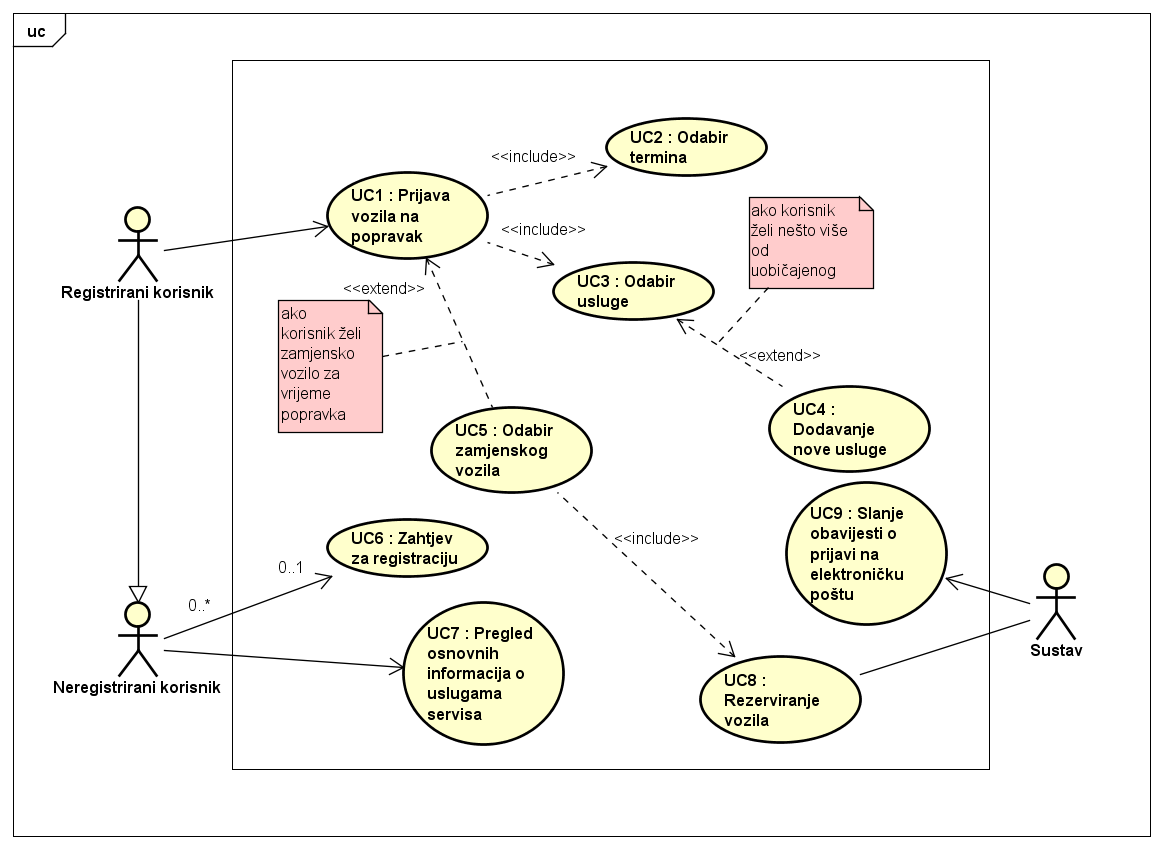 uc
UC2 : Odabir
termina
<<include>>
UC1 : Prijava
vozila na
popravak
<<include>>
ako korisnik
želi nešto više
od
uobičajenog
UC3 : Odabir
usluge
Registrirani korisnik
<<extend>>
ako
korisnik želi
zamjensko
vozilo za
vrijeme
popravka
<<extend>>
UC4 :
Dodavanje
nove usluge
UC5 : Odabir
zamjenskog
vozila
UC9 : Slanje
obavijesti o
prijavi na
elektroničku
poštu
<<include>>
UC6 : Zahtjev
za registraciju
0..1
0..*
UC7 : Pregled
osnovnih
informacija o
uslugama
servisa
Neregistrirani korisnik
Sustav
UC8 :
Rezerviranje
vozila